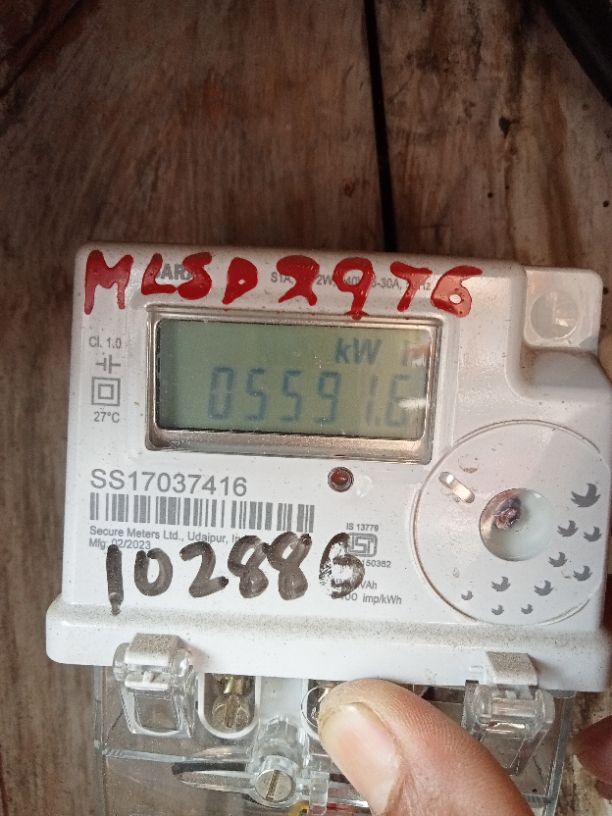 MLSD2976
Cl. 1.0
27°C
kW
05591.6
SS17037416
Secure Meters Ltd., Udaipur,
Mfg. 02/2023
IS 13779
102886
imp/kWh